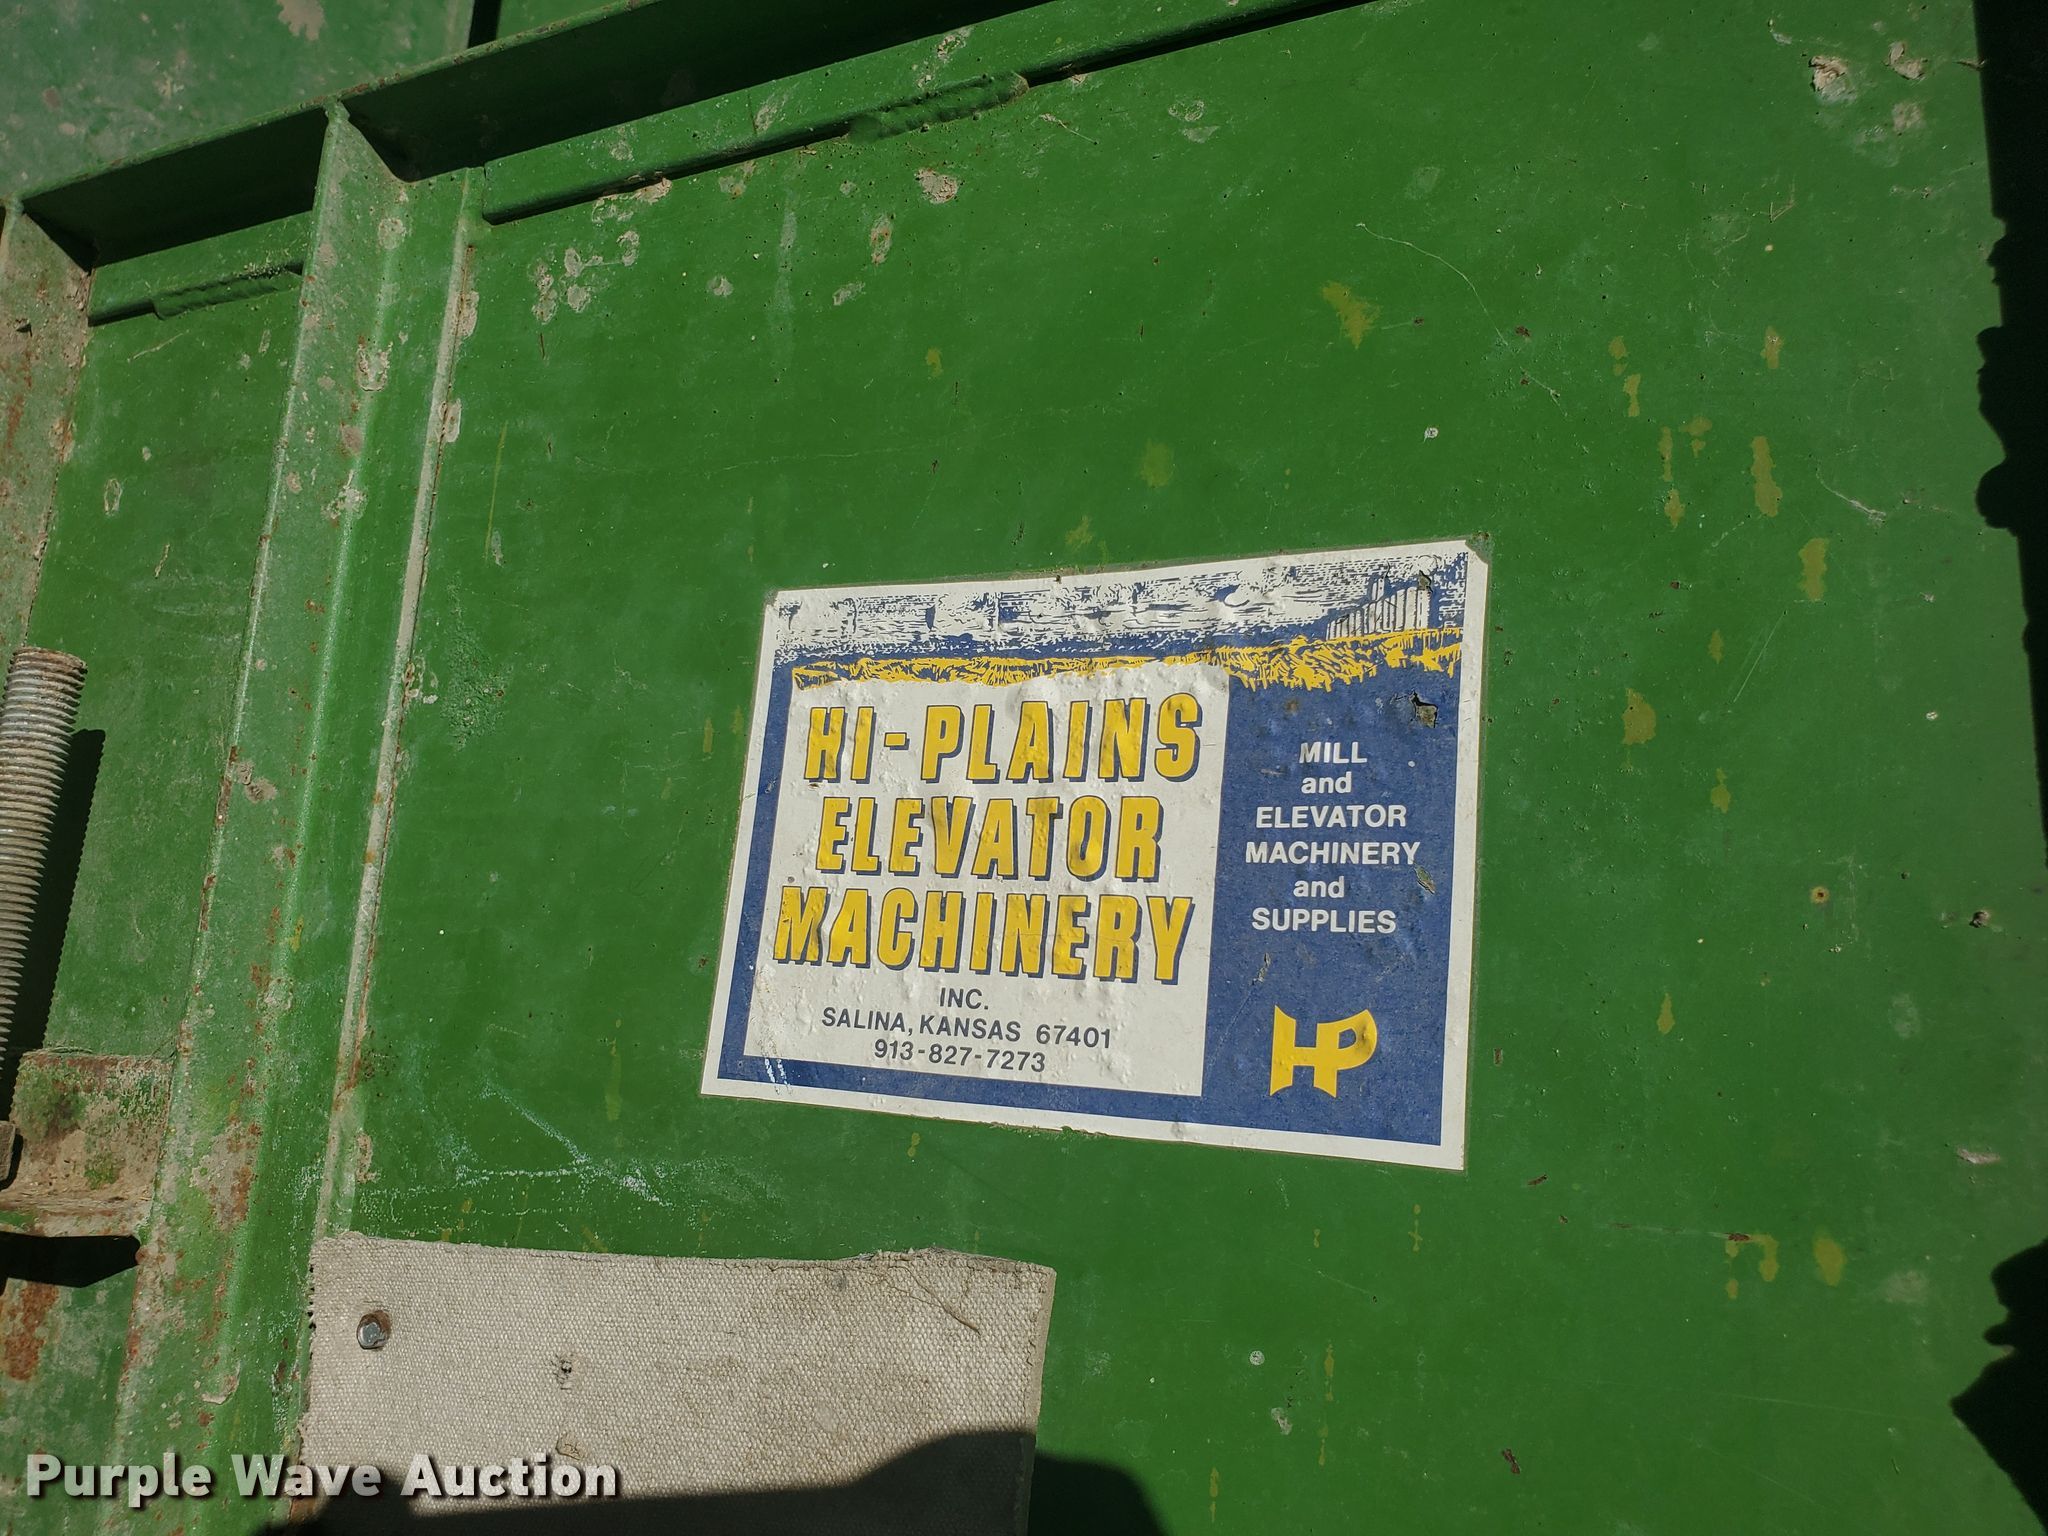 HI-PLAINS
ELEVATOR
MACHINERY
INC.
SALINA, KANSAS 67401
913-827-7273
MILL
and
ELEVATOR
MACHINERY
and
SUPPLIES
HP
Purple Wave Auction